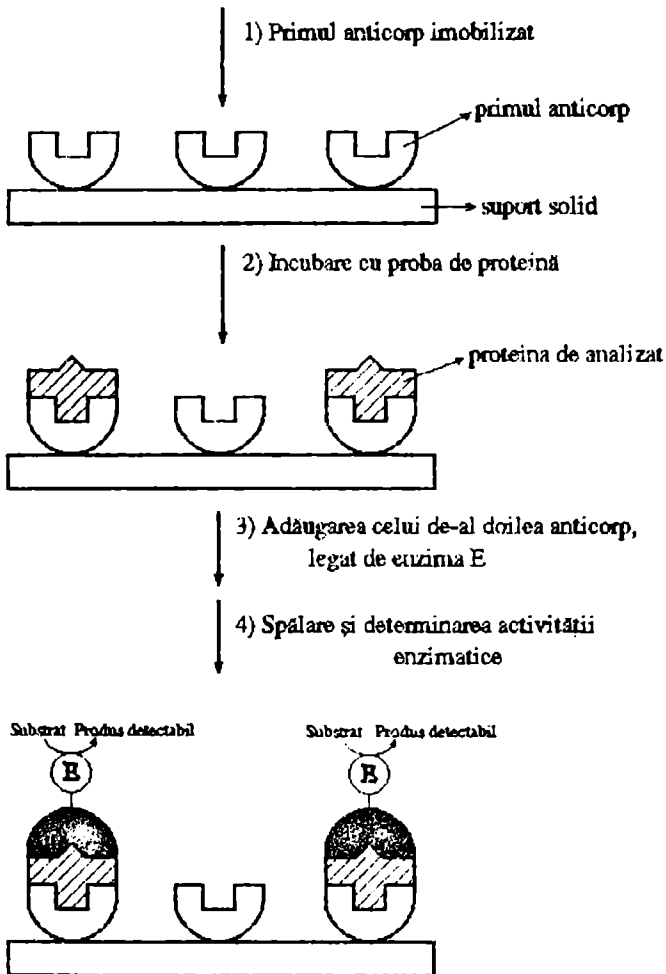 1) Primul anticorp imobilizat
primul anticorp
suport solid
2) Incubare cu proba de proteină
proteina de analizat
3) Adăugarea celui de-al doilea anticorp,
legat de enzima E
4) Spălare și determinarea activității
enzimatice
Substrat Produs detectabil
Substrat Produs detectabil
E
E